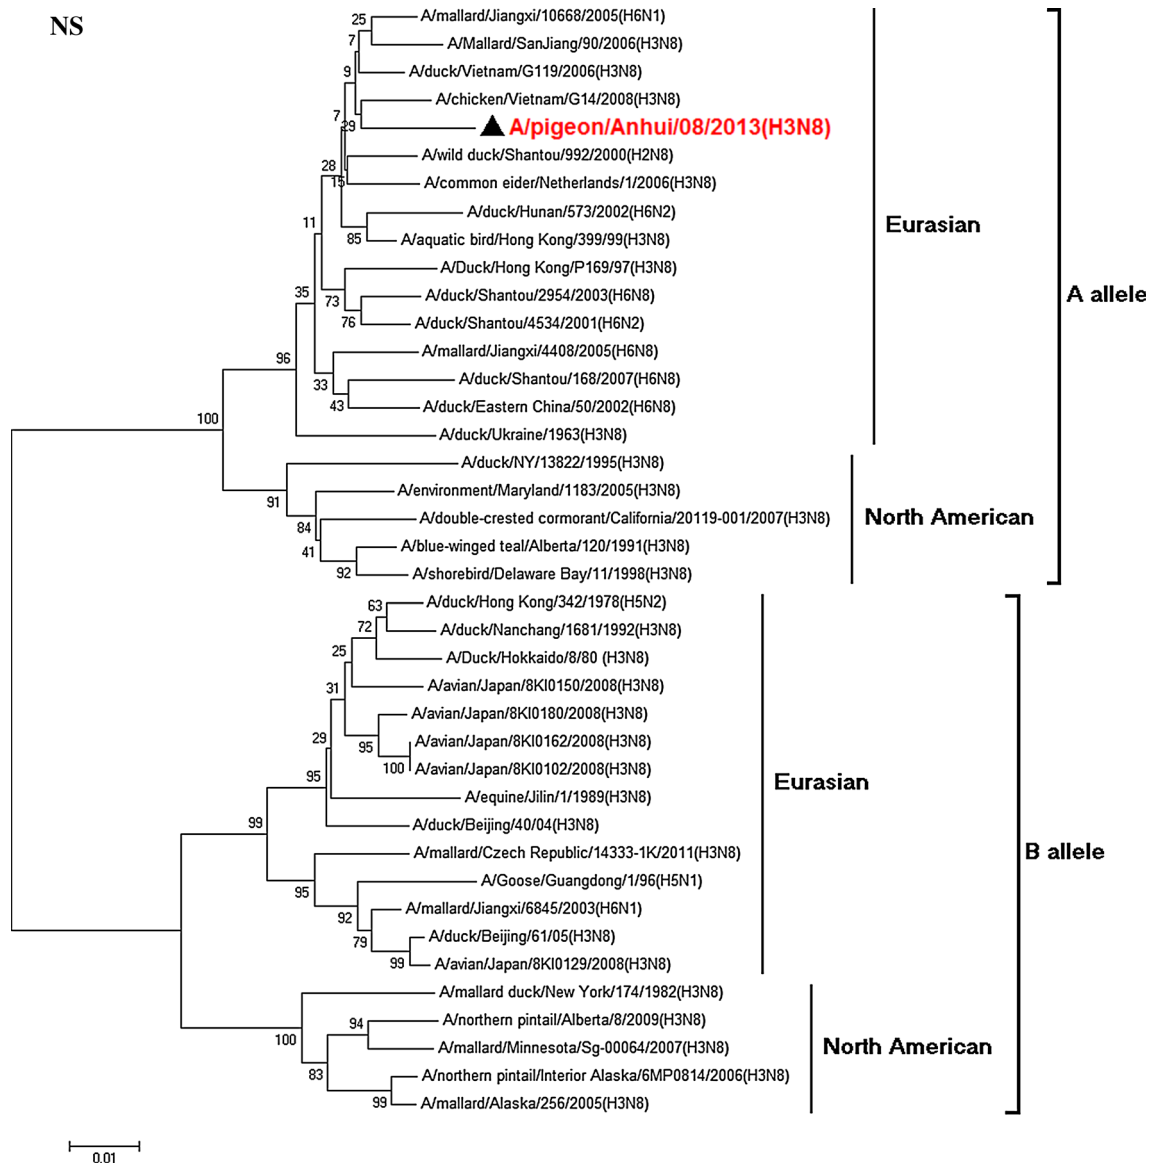 NS
25
A/mallard/Jiangxi/10668/2005(H6N1)
7
A/Mallard/SanJiang/90/2006(H3N8)
9
A/duck/Vietnam/G119/2006(H3N8)
A/chicken/Vietnam/G14/2008(H3N8)
7
29
A/pigeon/Anhui/08/2013(H3N8)
A/wild duck/Shantou/992/2000(H2N8)
28
15
A/common eider/Netherlands/1/2006(H3N8)
A/duck/Hunan/573/2002(H6N2)
11
85
A/aquatic bird/Hong Kong/399/99(H3N8)
Eurasian
A/Duck/Hong Kong/P169/97(H3N8)
35
73
A/duck/Shantou/2954/2003(H6N8)
A allele
76
A/duck/Shantou/4534/2001(H6N2)
96
A/mallard/Jiangxi/4408/2005(H6N8)
33
A/duck/Shantou/168/2007(H6N8)
43
A/duck/Eastern China/50/2002(H6N8)
100
A/duck/Ukraine/1963(H3N8)
A/duck/NY/13822/1995(H3N8)
91
A/environment/Maryland/1183/2005(H3N8)
84
A/double-crested cormorant/California/20119-001/2007(H3N8)
North American
41
A/blue-winged teal/Alberta/120/1991(H3N8)
92
A/shorebird/Delaware Bay/11/1998(H3N8)
63
A/duck/Hong Kong/342/1978(H5N2)
72
A/duck/Nanchang/1681/1992(H3N8)
25
A/Duck/Hokkaido/8/80 (H3N8)
31
A/avian/Japan/8KI0150/2008(H3N8)
A/avian/Japan/8KI0180/2008(H3N8)
29
95
A/avian/Japan/8KI0162/2008(H3N8)
100
A/avian/Japan/8KI0102/2008(H3N8)
95
Eurasian
A/equine/Jilin/1/1989(H3N8)
99
A/duck/Beijing/40/04(H3N8)
A/mallard/Czech Republic/14333-1K/2011(H3N8)
B allele
95
A/Goose/Guangdong/1/96(H5N1)
92
A/mallard/Jiangxi/6845/2003(H6N1)
79
A/duck/Beijing/61/05(H3N8)
99
A/avian/Japan/8KI0129/2008(H3N8)
A/mallard duck/New York/174/1982(H3N8)
94
A/northern pintail/Alberta/8/2009(H3N8)
100
A/mallard/Minnesota/Sg-00064/2007(H3N8)
North American
83
A/northern pintail/Interior Alaska/6MP0814/2006(H3N8)
99
A/mallard/Alaska/256/2005(H3N8)
0.01